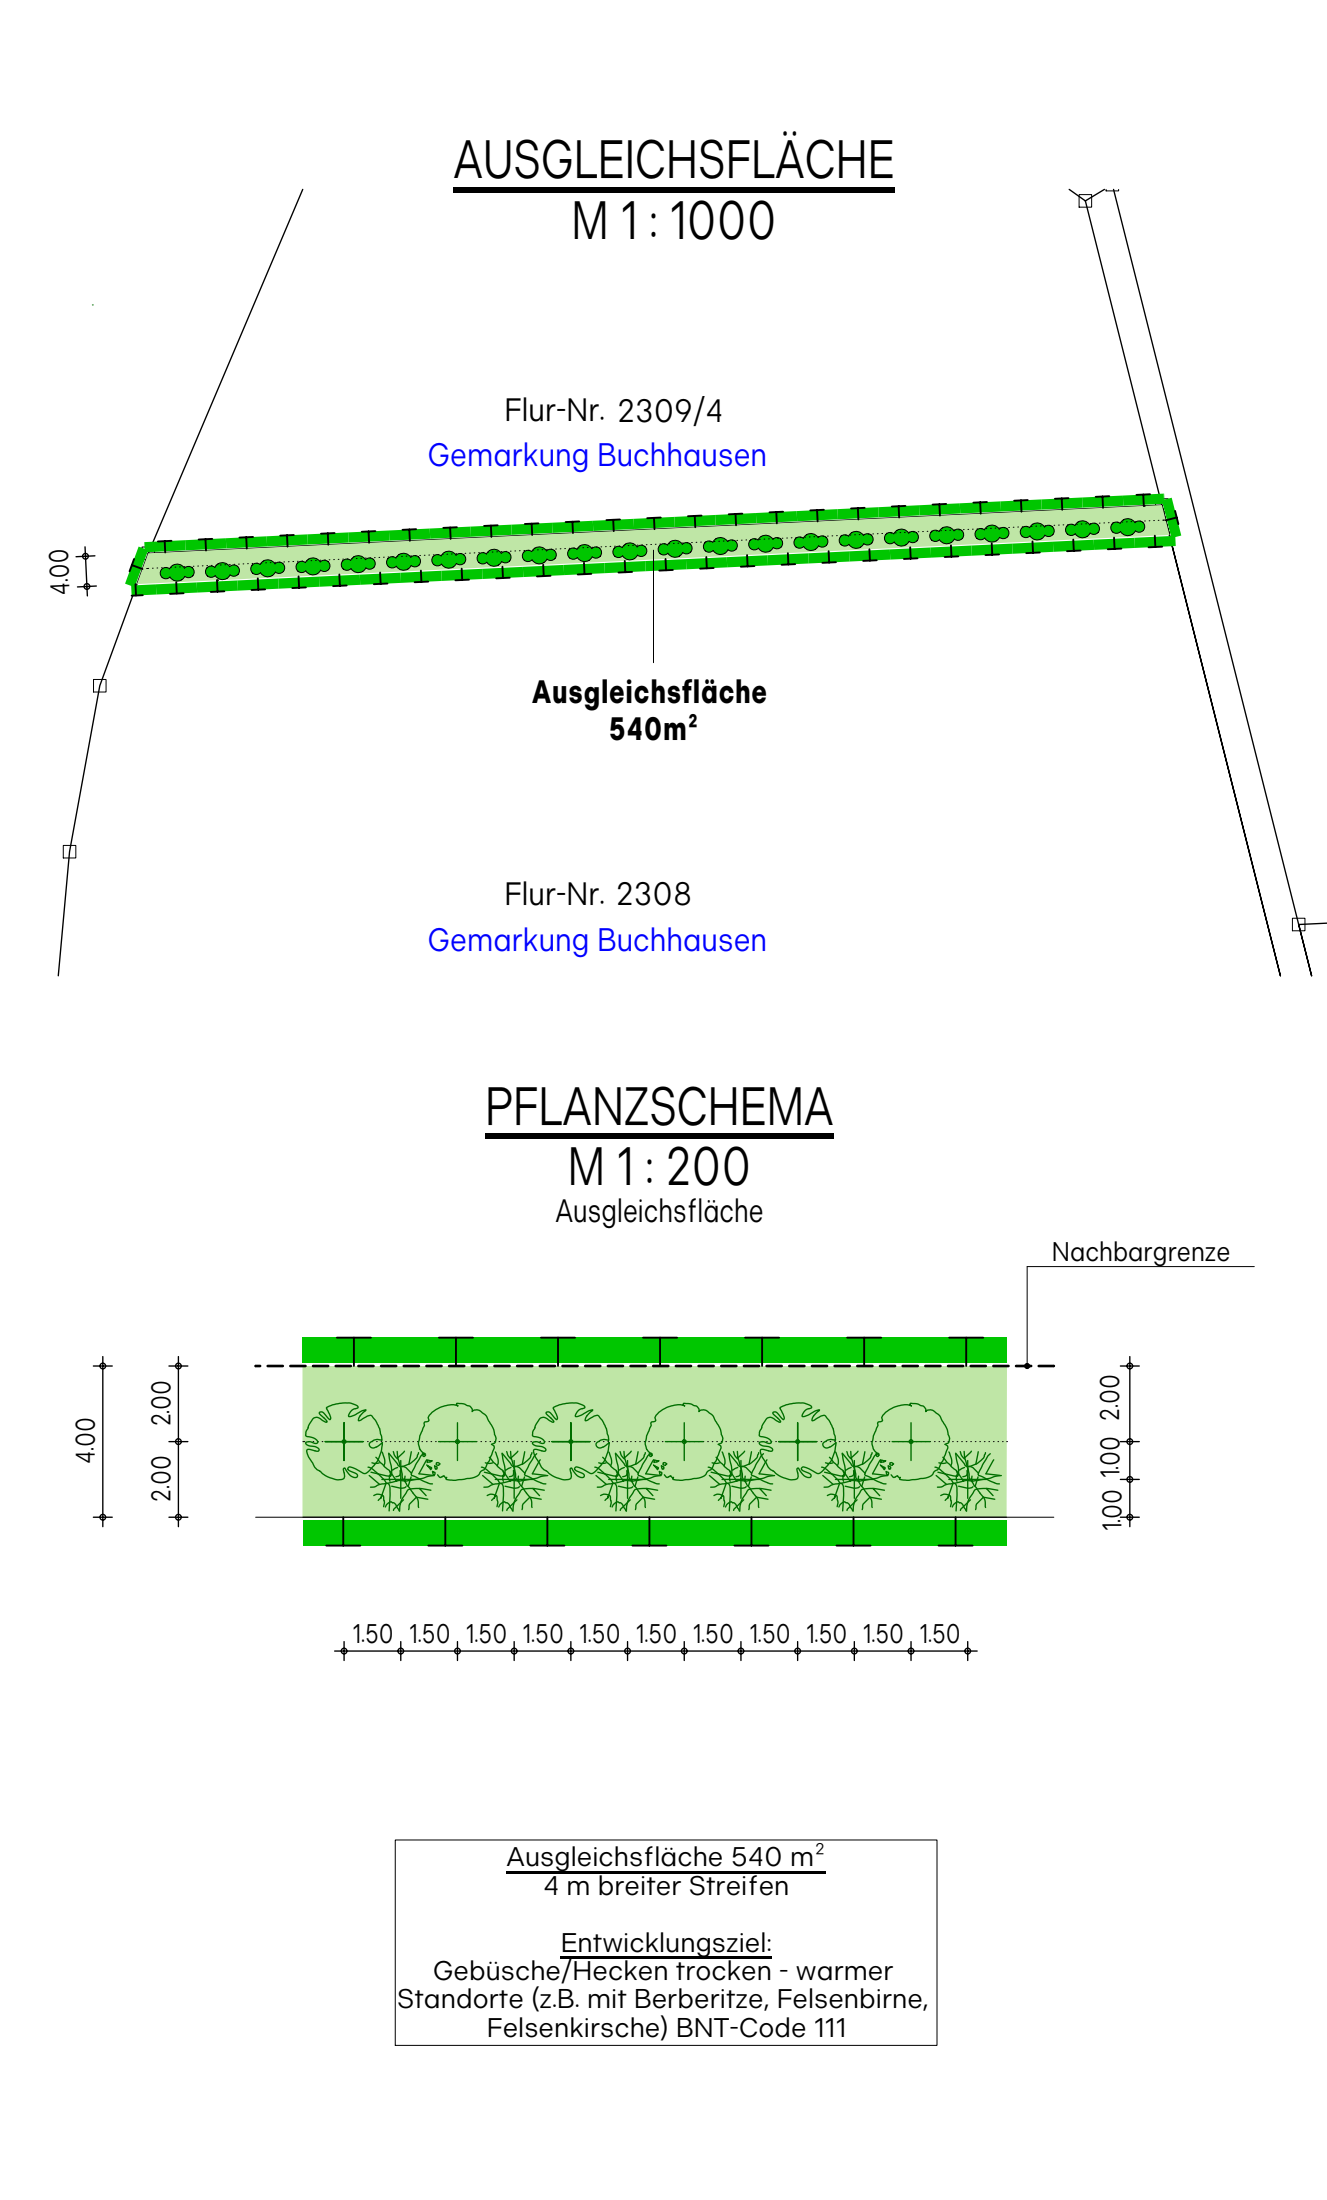 AUSGLEICHSFLÄCHE
M 1 : 1000
Flur-Nr. 2309/4
Gemarkung Buchhausen
4.00
Ausgleichsfläche
540m²
Flur-Nr. 2308
Gemarkung Buchhausen
PFLANZSCHEMA
M 1 : 200
Ausgleichsfläche
Nachbargrenze
4.00
2.00
2.00
2.00
1.00
1.00
1.50 1.50 1.50 1.50 1.50 1.50 1.50 1.50 1.50 1.50 1.50
Ausgleichsfläche 540 m²
4 m breiter Streifen
Entwicklungsziel:
Gebüsche/Hecken trocken - warmer
Standorte (z.B. mit Berberitze, Felsenbirne,
Felsenkirsche) BNT-Code 111